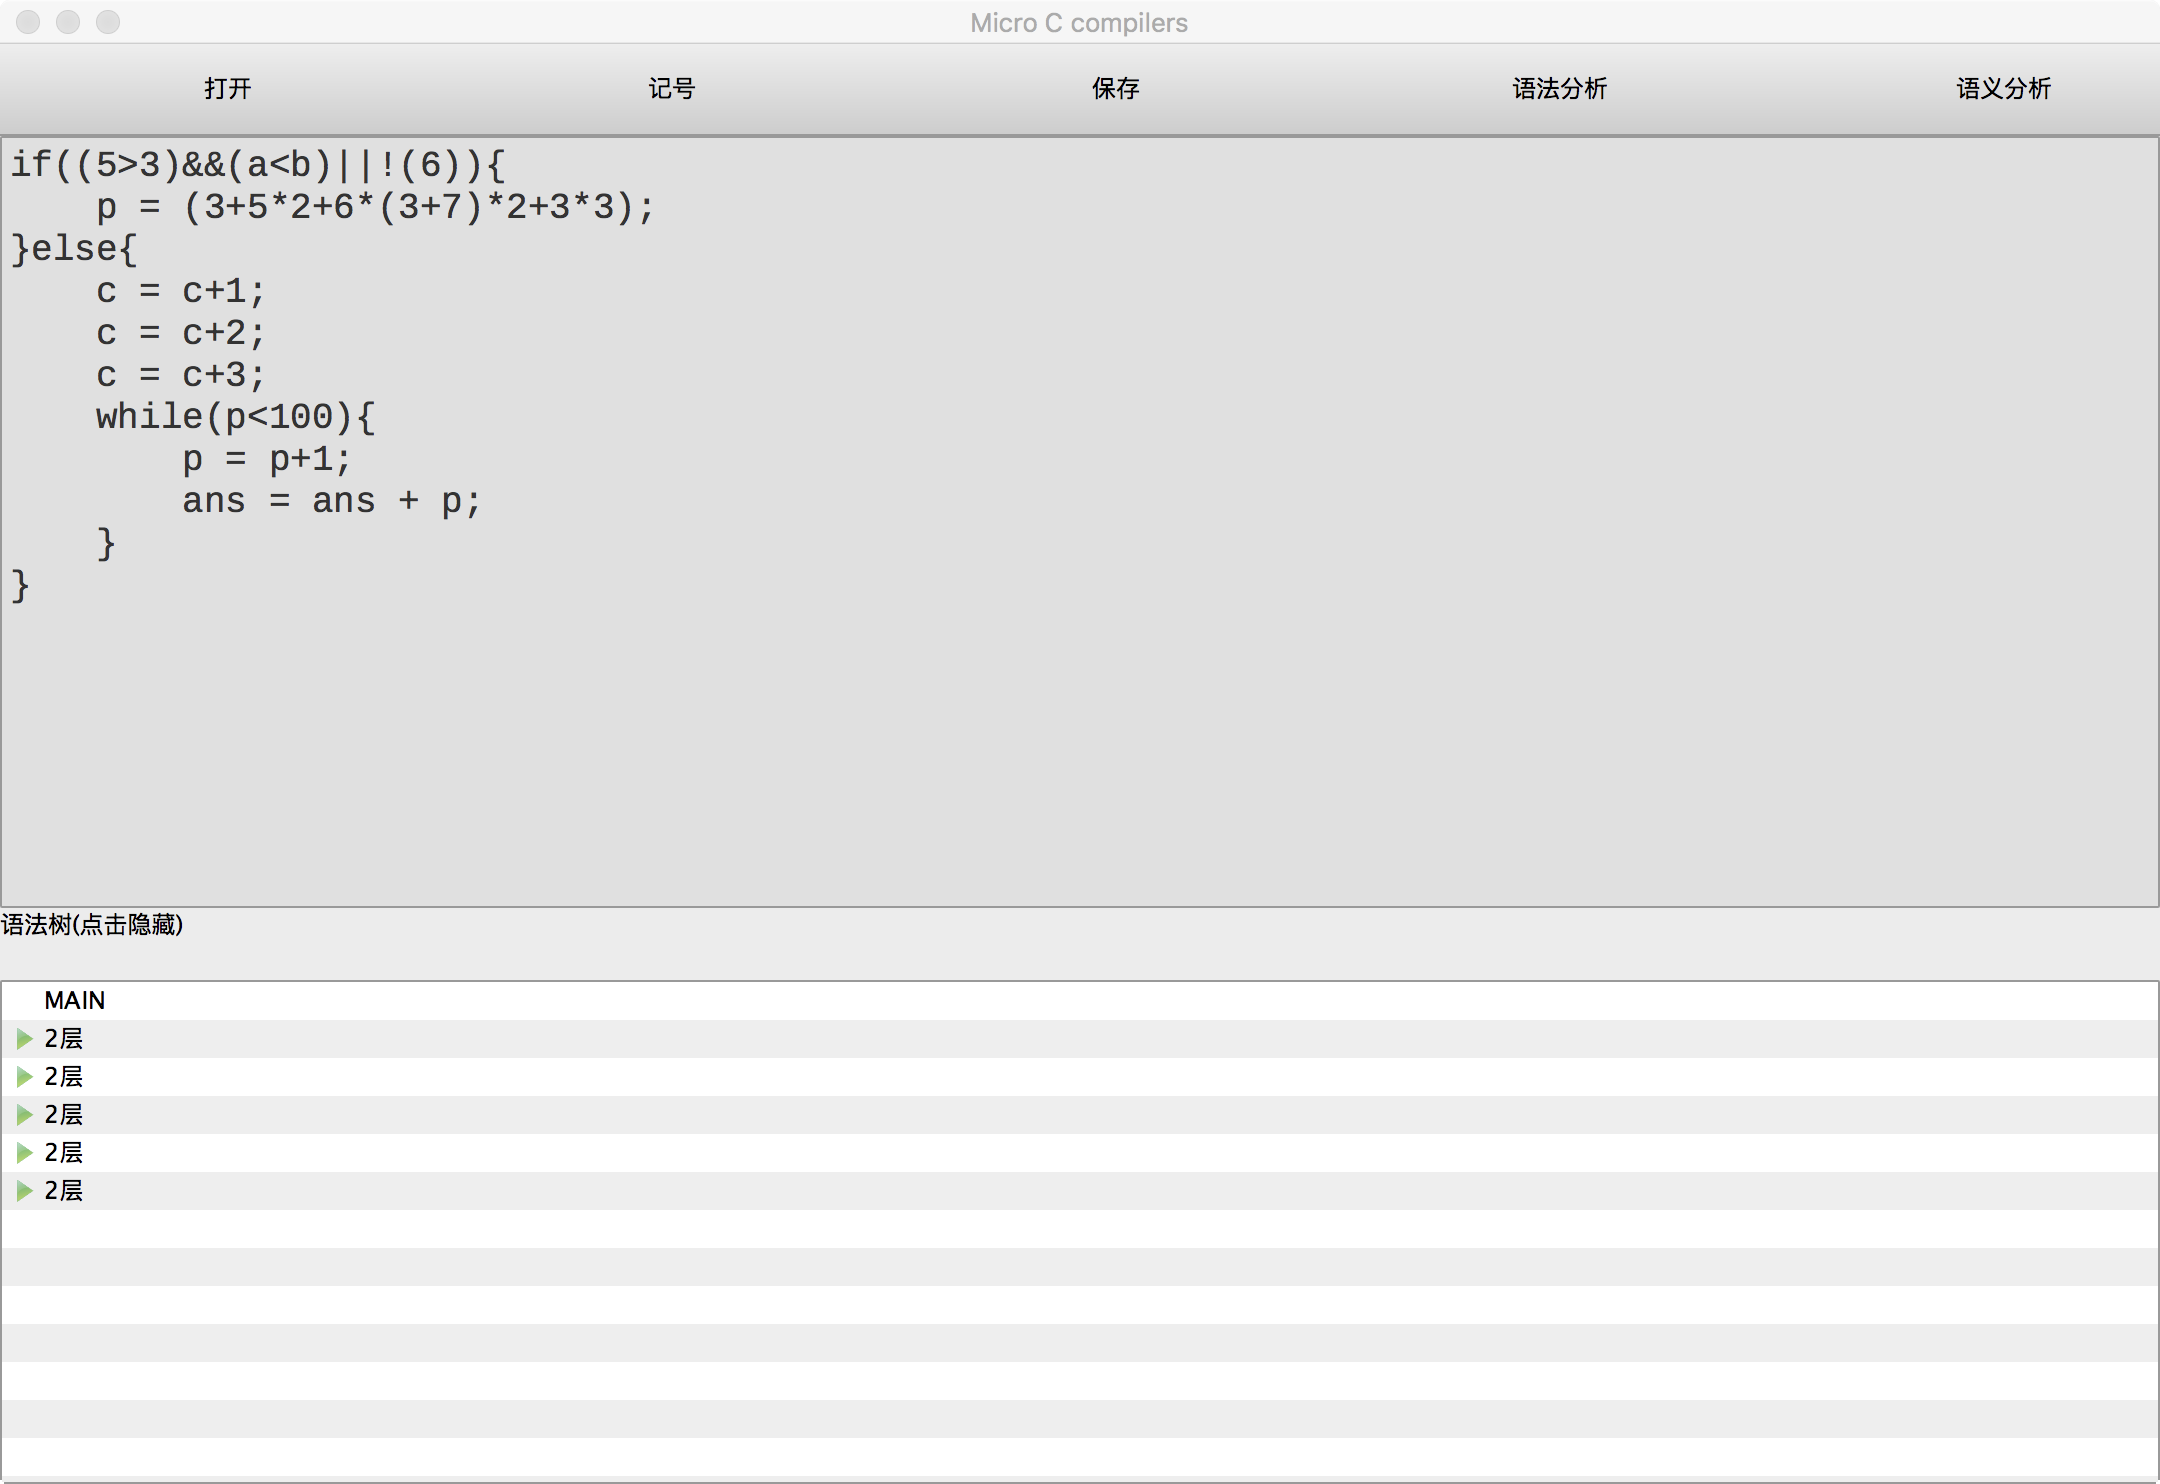 Micro C compilers
打开 记号 保存 语法分析 语义分析
if((5>3)&&(a<b)||!(6)){
    p = (3+5*2+6*(3+7)*2+3*3);
}else{
    c = c+1;
    c = c+2;
    c = c+3;
    while(p<100){
        p = p+1;
        ans = ans + p;
    }
}
语法树(点击隐藏)
MAIN
2层
2层
2层
2层
2层